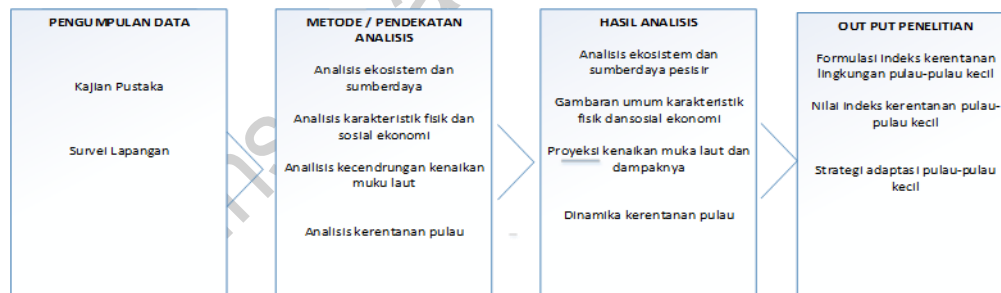 PENGUMPULAN DATA
Kajian Pustaka
Survei Lapangan
METODE / PENDEKATAN
ANALISIS
Analisis ekosistem dan
sumberdaya
Analisis karakteristik fisik dan
sosial ekonomi
Analilsis kecendrungan kenaikan
muku laut
Analisis kerentanan pulau
HASIL ANALISIS
Analisis ekosistem dan
sumberdaya pesisir
Gambaran umum karakteristik
fisik dansosial ekonomi
Proyeksi kenaikan muka laut dan
dampaknya
Dinamika kerentanan pulau
OUT PUT PENELITIAN
Formulasi indeks kerentanan
lingkungan pulau-pulau kecil
Nilai indeks kerentanan pulau-
pulau kecil
Strategi adaptasi pulau-pulau
kecil